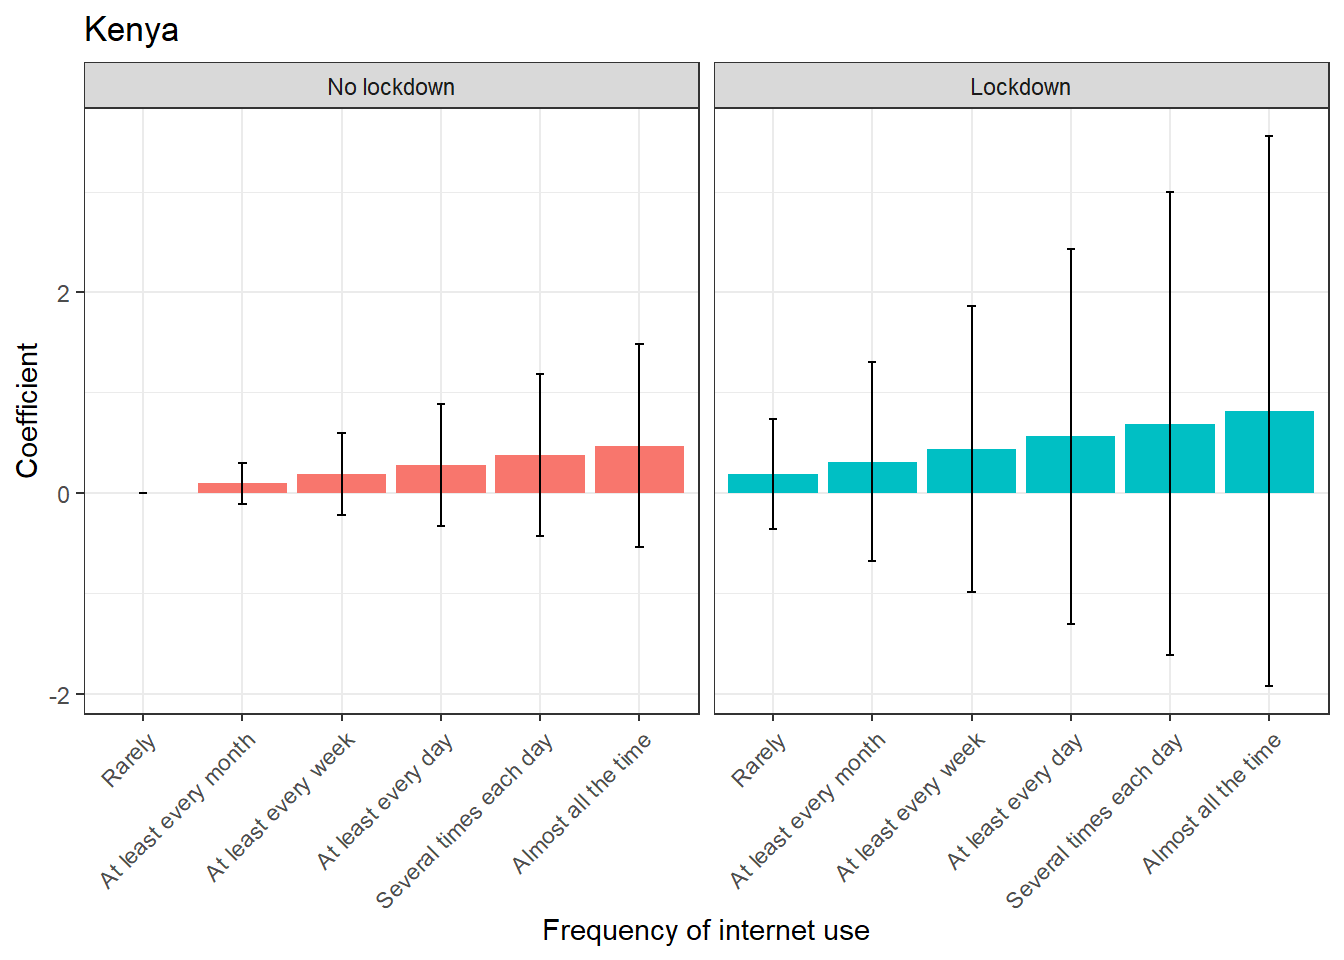 Kenya
No lockdown
Lockdown
Coefficient
2
0
-2
Rarely
At least every month
At least every week
At least every day
Several times each day
Almost all the time
Rarely
At least every month
At least every week
At least every day
Several times each day
Almost all the time
Frequency of internet use